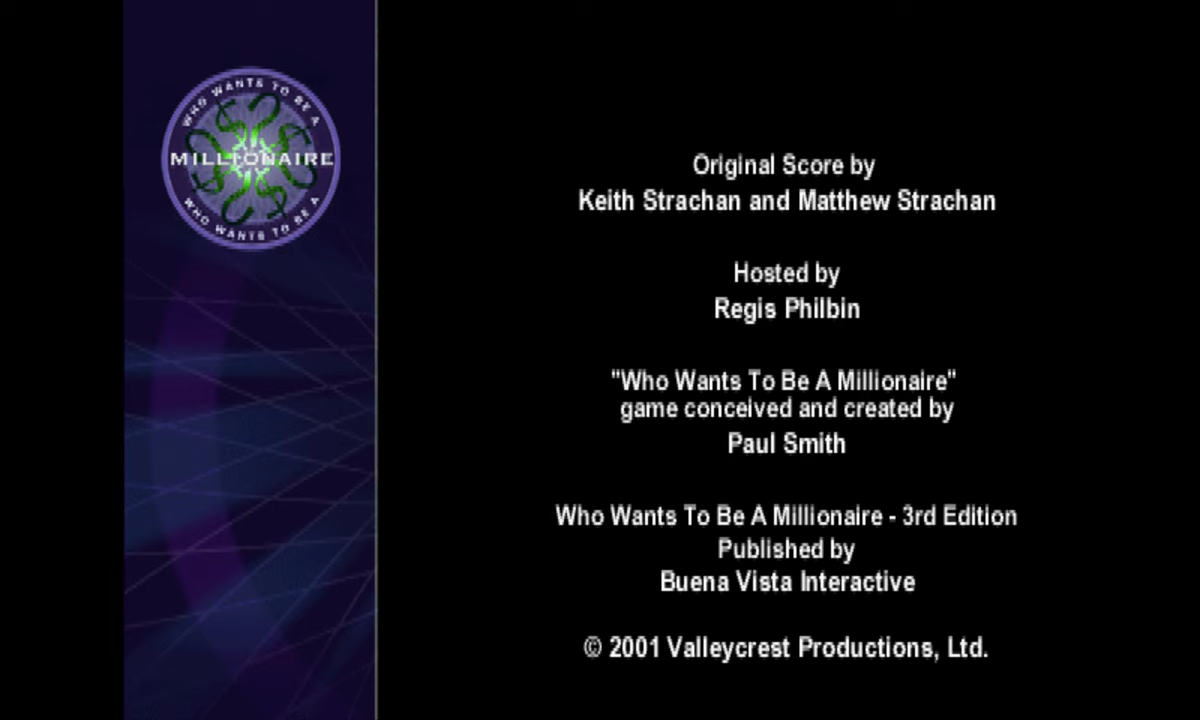 WHO WANTS TO BE A
MILLIONAIRE
WHO WANTS TO BE A
Original Score by
Keith Strachan and Matthew Strachan
Hosted by
Regis Philbin
"Who Wants To Be A Millionaire"
game conceived and created by
Paul Smith
Who Wants To Be A Millionaire - 3rd Edition
Published by
Buena Vista Interactive
© 2001 Valleycrest Productions, Ltd.